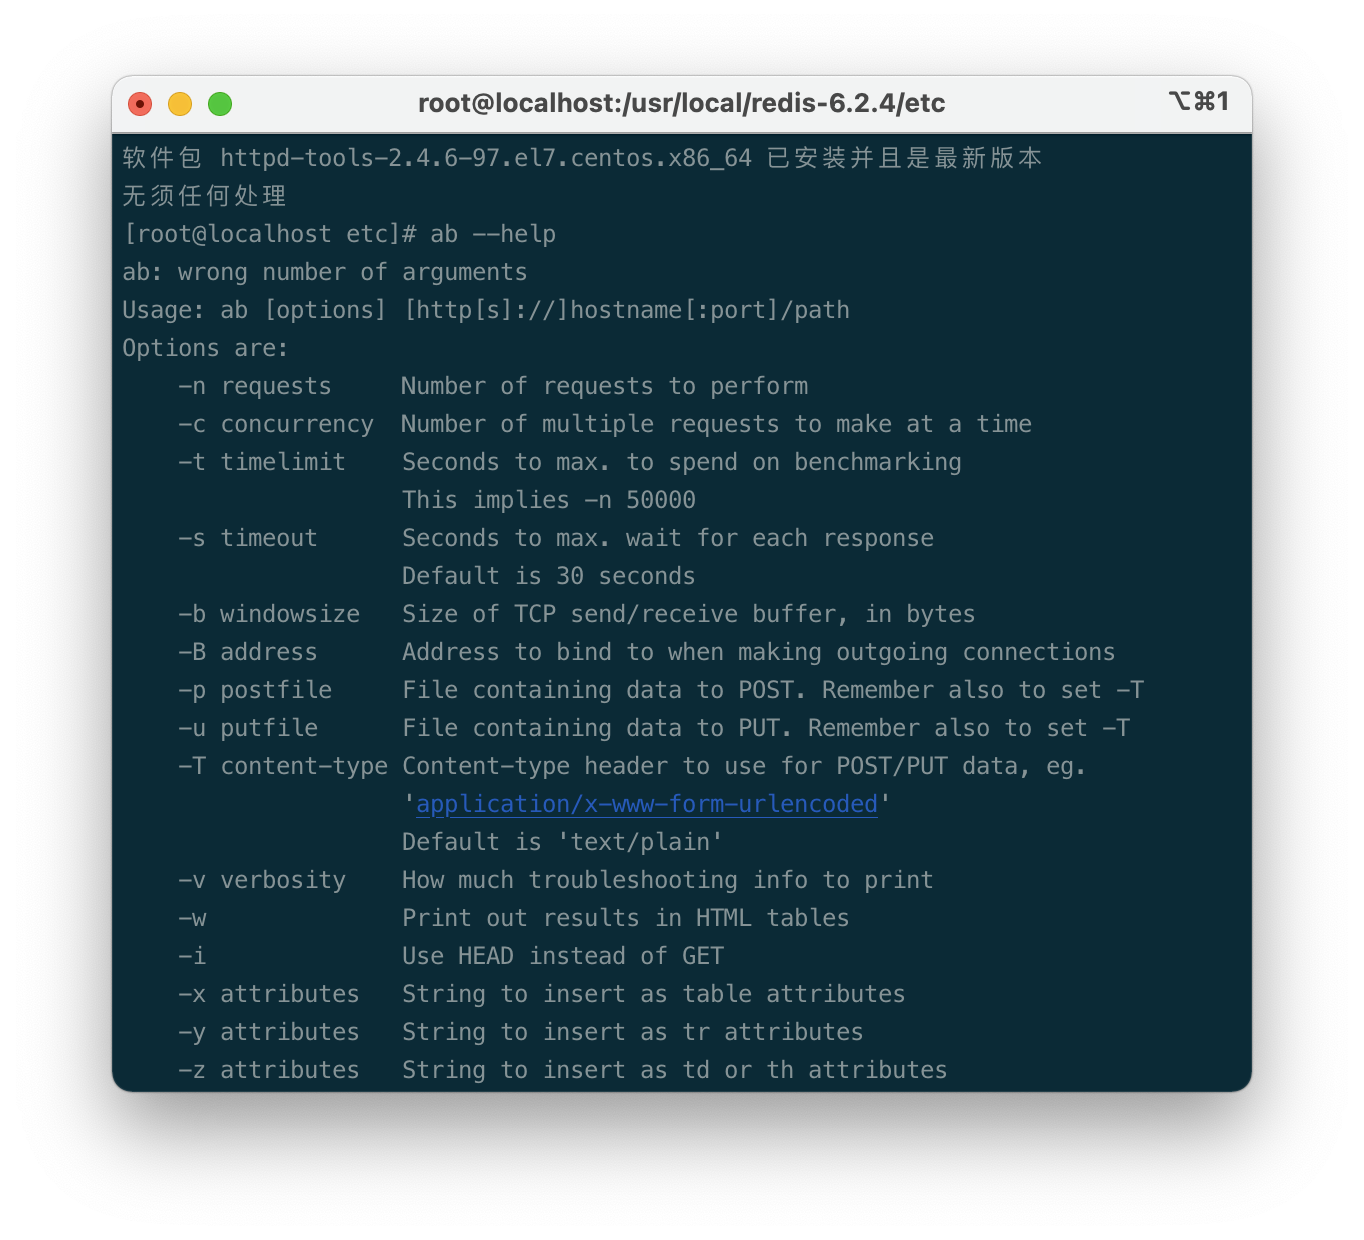 root@localhost:/usr/local/redis-6.2.4/etc
⌥⌘1
软件包 httpd-tools-2.4.6-97.el7.centos.x86_64 已安装并且是最新版本
无须任何处理
[root@localhost etc]# ab --help
ab: wrong number of arguments
Usage: ab [options] [http[s]://]hostname[:port]/path
Options are:
    -n requests     Number of requests to perform
    -c concurrency  Number of multiple requests to make at a time
    -t timelimit    Seconds to max. to spend on benchmarking
                    This implies -n 50000
    -s timeout      Seconds to max. wait for each response
                    Default is 30 seconds
    -b windowsize   Size of TCP send/receive buffer, in bytes
    -B address      Address to bind to when making outgoing connections
    -p postfile     File containing data to POST. Remember also to set -T
    -u putfile      File containing data to PUT. Remember also to set -T
    -T content-type Content-type header to use for POST/PUT data, eg.
                    'application/x-www-form-urlencoded'
                    Default is 'text/plain'
    -v verbosity    How much troubleshooting info to print
    -w              Print out results in HTML tables
    -i              Use HEAD instead of GET
    -x attributes   String to insert as table attributes
    -y attributes   String to insert as tr attributes
    -z attributes   String to insert as td or th attributes